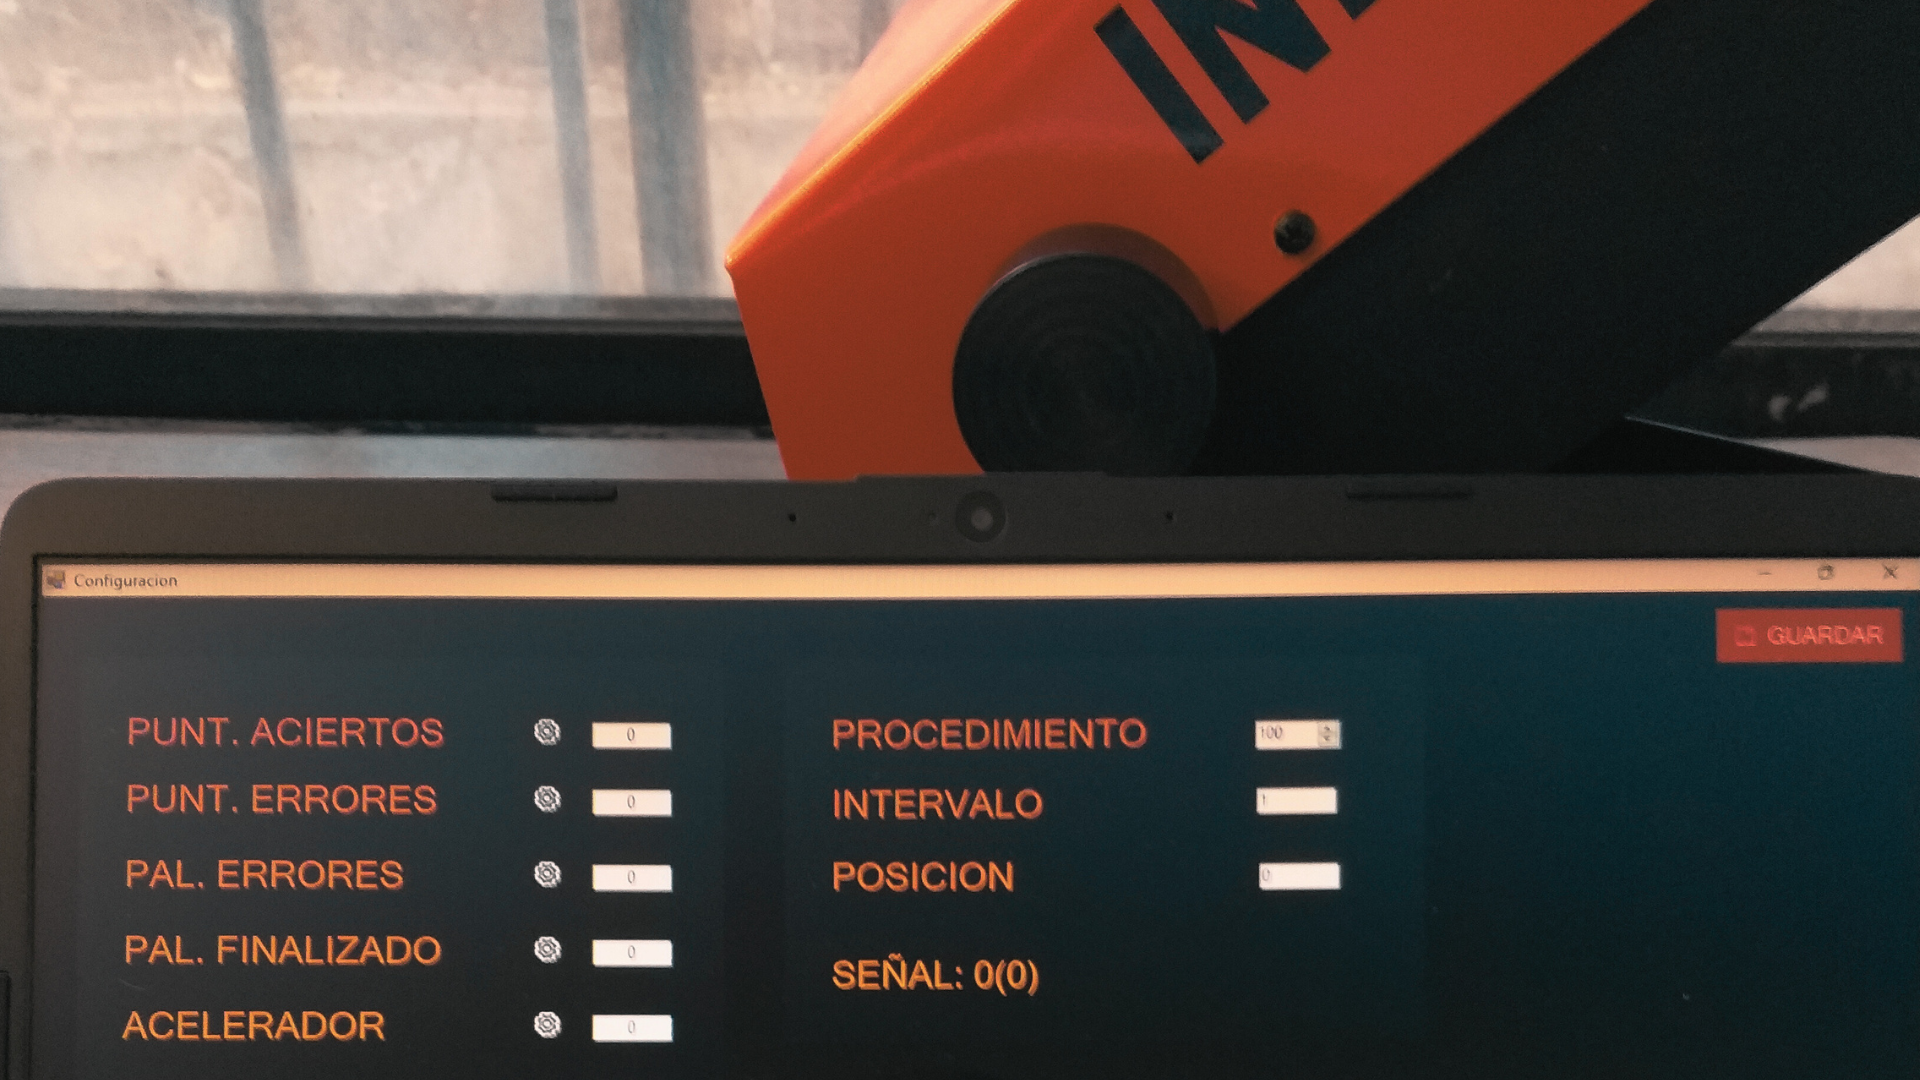 IN
Configuracion
GUARDAR
PUNT. ACIERTOS 0
PUNT. ERRORES 0
PAL. ERRORES 0
PAL. FINALIZADO 0
ACELERADOR 0
PROCEDIMIENTO 100
INTERVALO 1
POSICION 0
SEÑAL: 0(0)